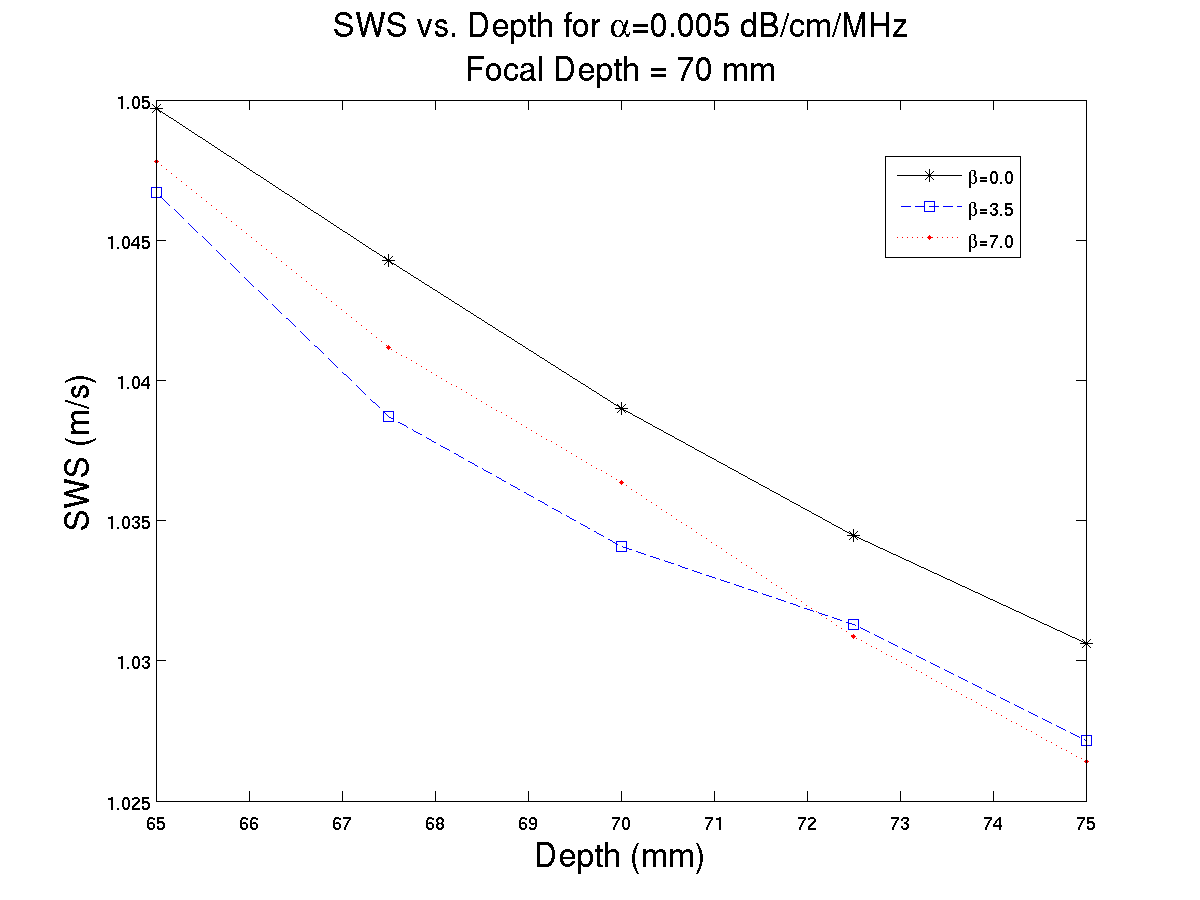 SWS vs. Depth for α=0.005 dB/cm/MHz
Focal Depth = 70 mm
1.05
1.045
1.04
1.035
1.03
1.025
SWS (m/s)
β=0.0
β=3.5
β=7.0
65 66 67 68 69 70 71 72 73 74 75
Depth (mm)